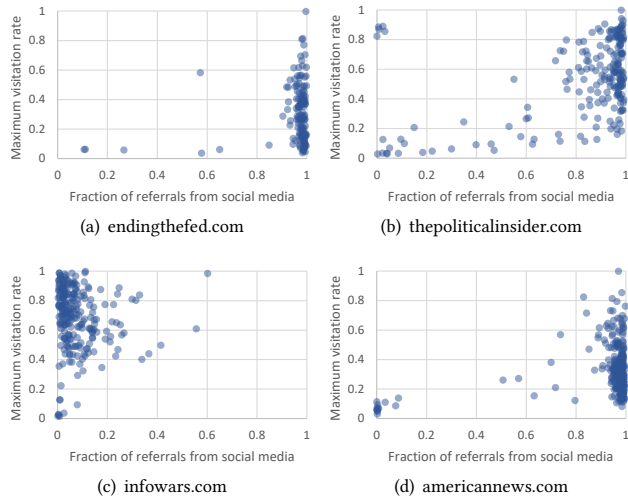 1
0.8
0.6
0.4
0.2
0
Maximum visitation rate
0 0.2 0.4 0.6 0.8 1
Fraction of referrals from social media
(a) endingthefed.com
1
0.8
0.6
0.4
0.2
0
Maximum visitation rate
0 0.2 0.4 0.6 0.8 1
Fraction of referrals from social media
(b) thepoliticalinsider.com
1
0.8
0.6
0.4
0.2
0
Maximum visitation rate
0 0.2 0.4 0.6 0.8 1
Fraction of referrals from social media
(c) infowars.com
1
0.8
0.6
0.4
0.2
0
Maximum visitation rate
0 0.2 0.4 0.6 0.8 1
Fraction of referrals from social media
(d) americannews.com